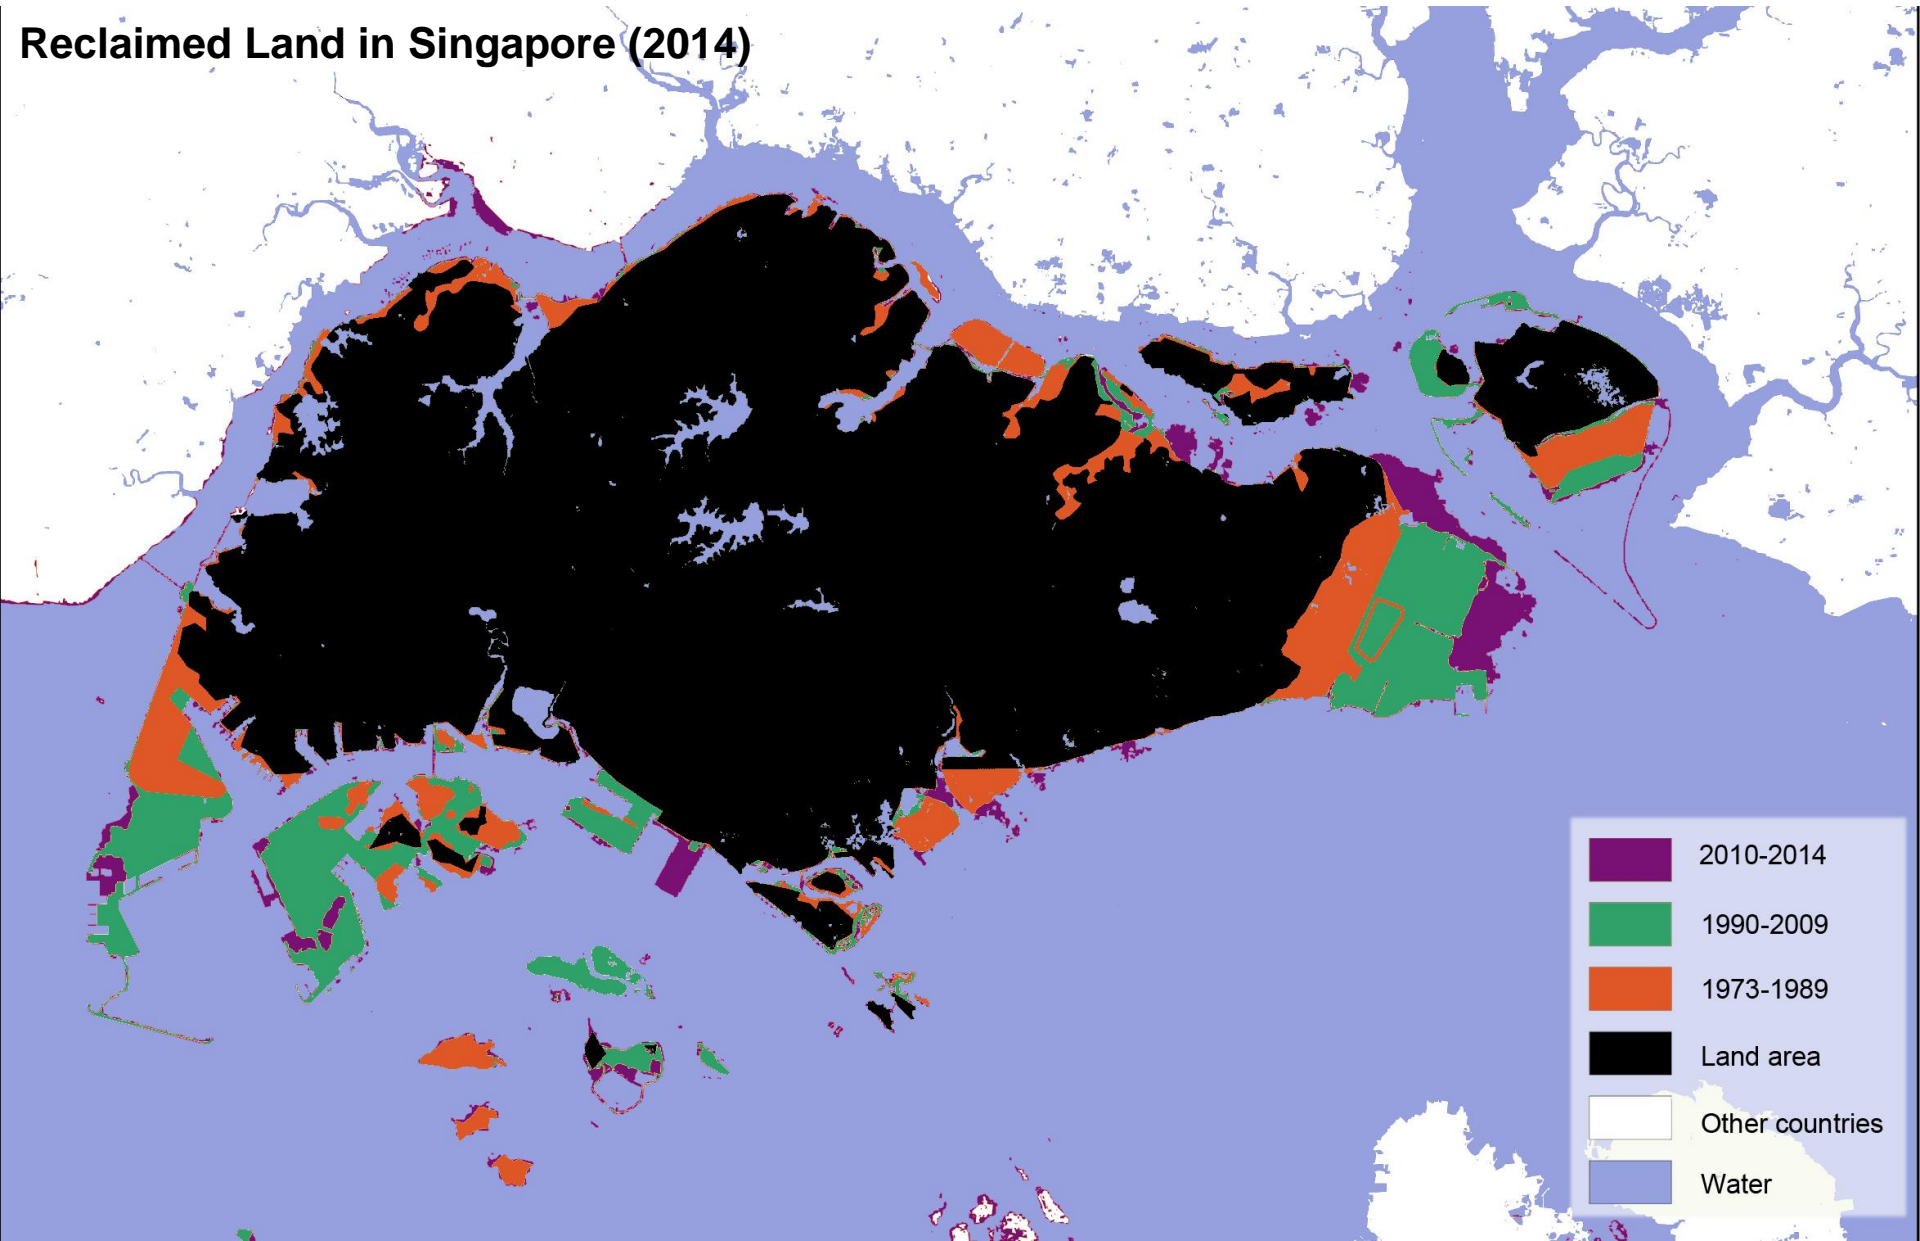 Reclaimed Land in Singapore (2014)
2010-2014
1990-2009
1973-1989
Land area
Other countries
Water